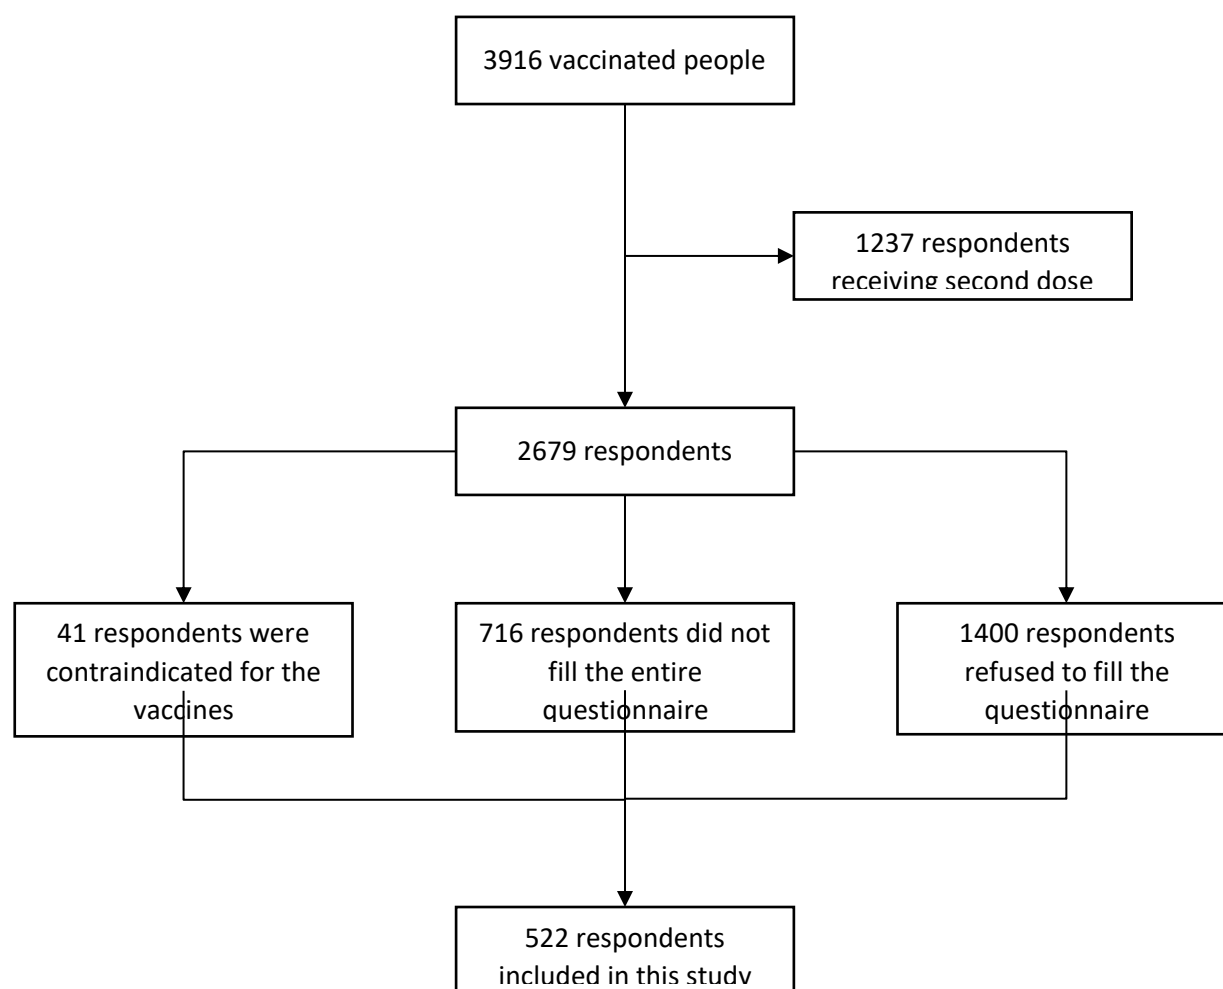 3916 vaccinated people
1237 respondents
receiving second dose
2679 respondents
41 respondents were
contraindicated for the
vaccines
716 respondents did not
fill the entire
questionnaire
1400 respondents
refused to fill the
questionnaire
522 respondents
included in this study